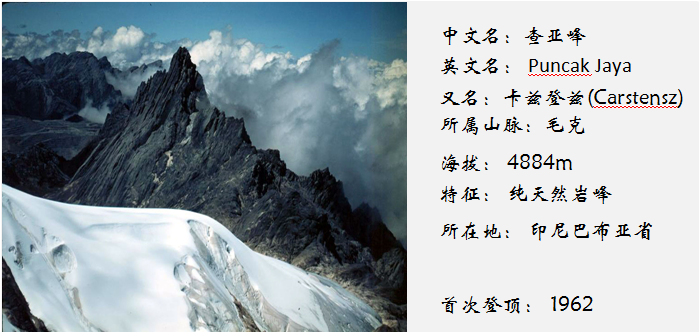 中文名：查亚峰
英文名： Puncak Jaya
又名：卡兹登兹(Carstensz)
所属山脉：毛克
海拔： 4884m
特征： 纯天然岩峰
所在地： 印尼巴布亚省
首次登顶： 1962